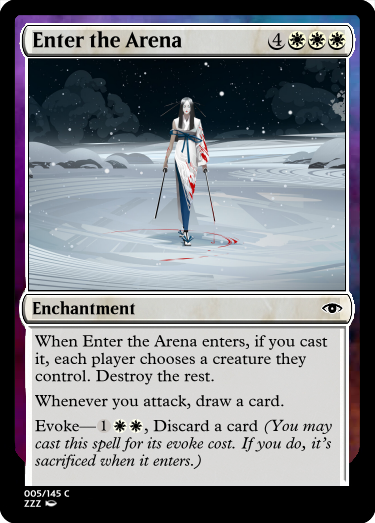 Enter the Arena 4
Enchantment
When Enter the Arena enters, if you cast
it, each player chooses a creature they
control. Destroy the rest.
Whenever you attack, draw a card.
Evoke—1, Discard a card (You may
cast this spell for its evoke cost. If you do, it's
sacrificed when it enters.)
005/145 C
ZZZ